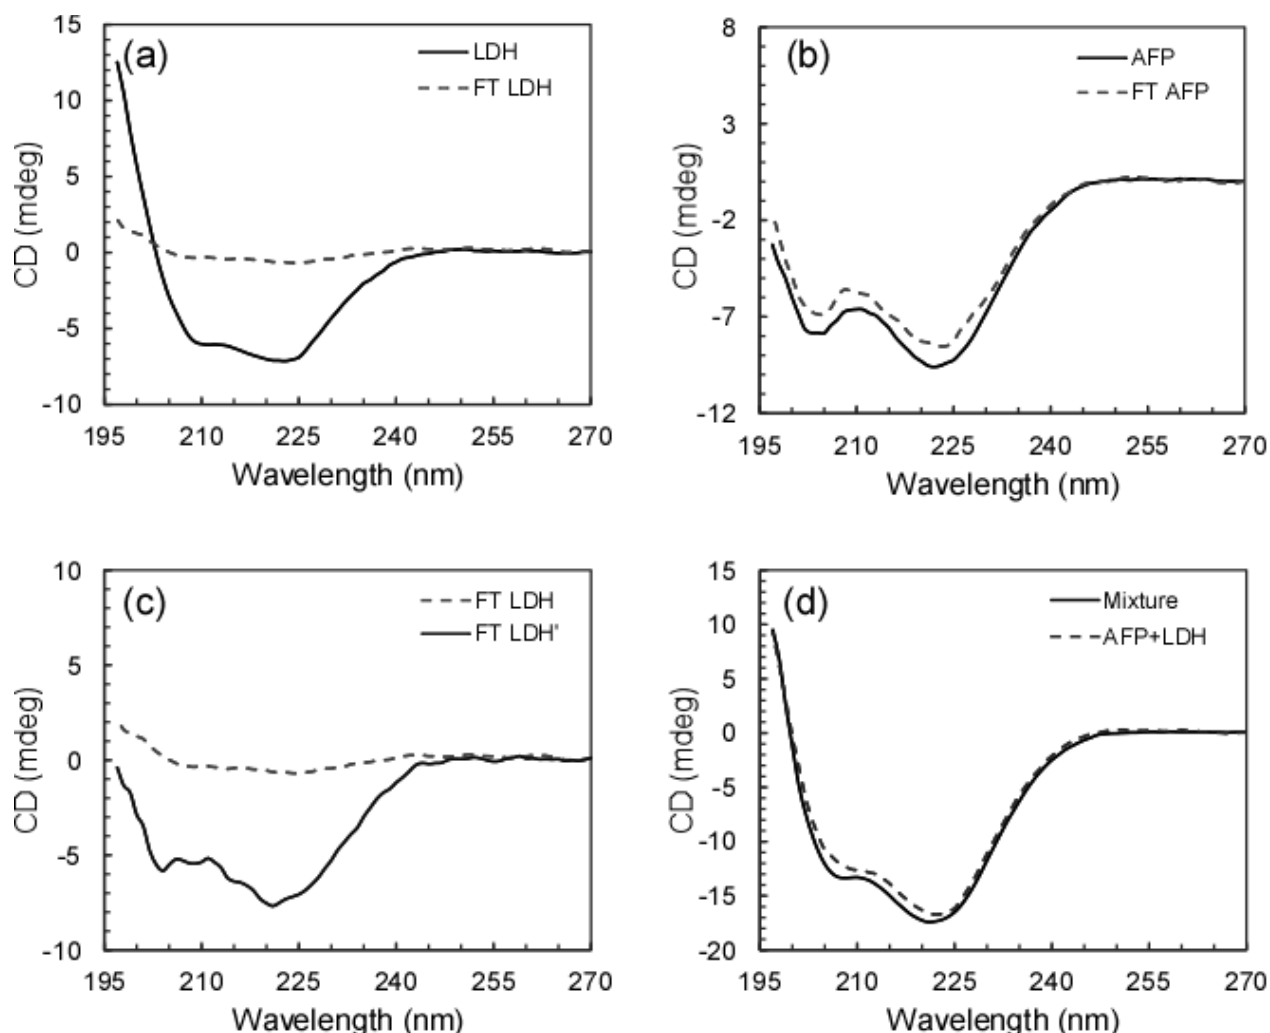 (a)
LDH
FT LDH
CD (mdeg)
15
10
5
0
-5
-10
195 210 225 240 255 270
Wavelength (nm)
(b)
AFP
FT AFP
CD (mdeg)
8
3
-2
-7
-12
195 210 225 240 255 270
Wavelength (nm)
(c)
FT LDH
FT LDH'
CD (mdeg)
10
5
0
-5
-10
195 210 225 240 255 270
Wavelength (nm)
(d)
Mixture
AFP+LDH
CD (mdeg)
15
10
5
0
-5
-10
-15
-20
195 210 225 240 255 270
Wavelength (nm)